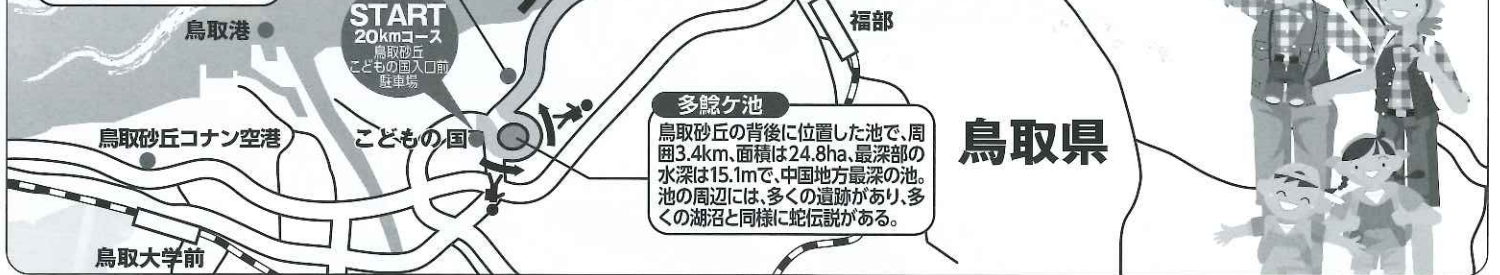 鳥取港
START
20kmコース
鳥取砂丘
こどもの国入口前
駐車場
福部
鳥取砂丘コナン空港
こどもの国
多鯰ケ池
鳥取砂丘の背後に位置した池で、周
囲3.4km、面積は24.8ha、最深部の
水深は15.1mで、中国地方最深の池。
池の周辺には、多くの遺跡があり、多
くの湖沼と同様に蛇伝説がある。
鳥取県
鳥取大学前